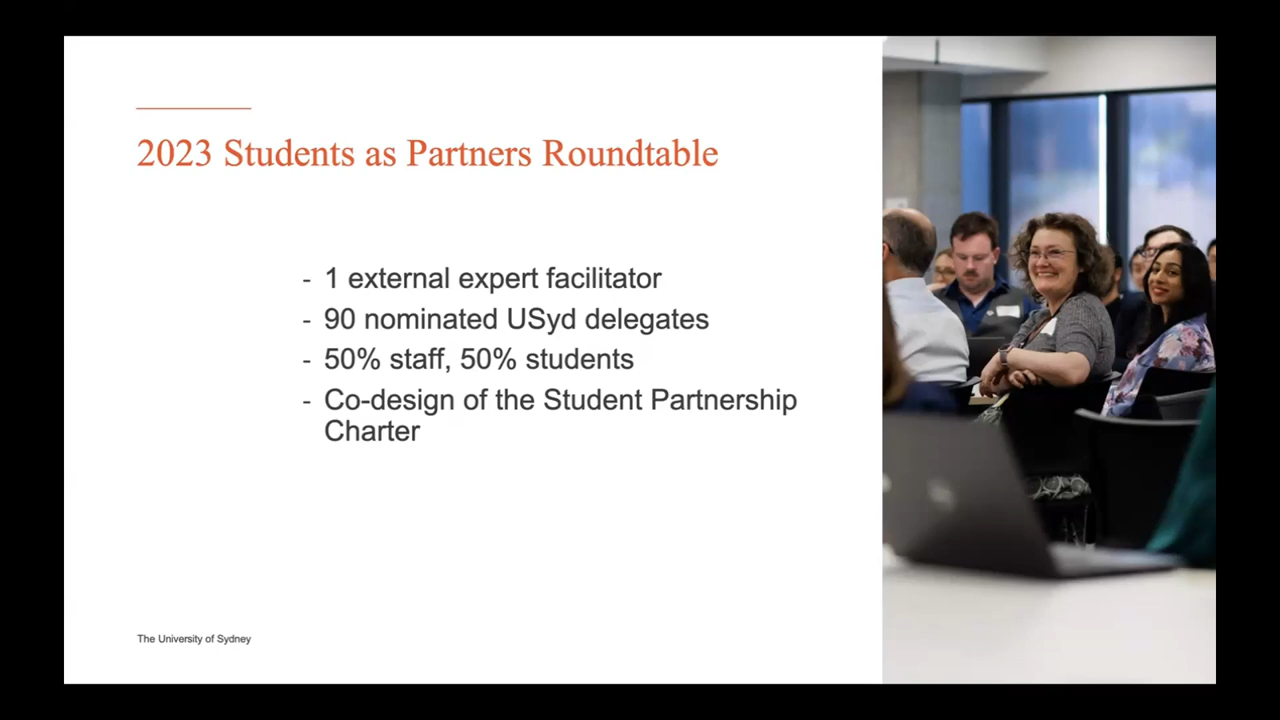 2023 Students as Partners Roundtable
- 1 external expert facilitator
- 90 nominated USyd delegates
- 50% staff, 50% students
- Co-design of the Student Partnership
Charter
The University of Sydney